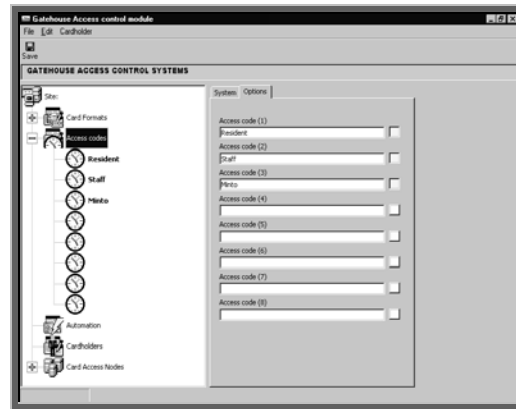 Gatehouse Access control module
File Edit Cardholder
Save
GATEHOUSE ACCESS CONTROL SYSTEMS
Site:
Card Formats
Access codes
Resident
Staff
Minto
Automation
Cardholders
Card Access Nodes
System Options
Access code (1)
Resident
Access code (2)
Staff
Access code (3)
Minto
Access code (4)
Access code (5)
Access code (6)
Access code (7)
Access code (8)